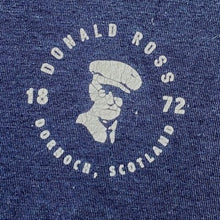 DONALD ROSS
18 72
DORNOCH, SCOTLAND